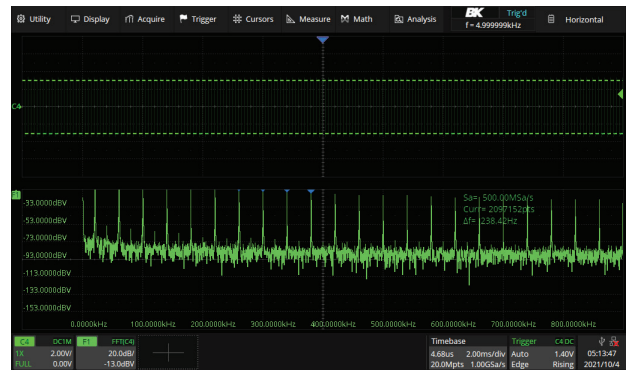 Utility Display Acquire Trigger Cursors Measure Math Analysis BK Trig'd Horizontal
f = 4.999999kHz
C4
F1
Sa= 500.00MSa/s
-33.0000dBV
Curr= 2097152pts
-53.0000dBV
Δf= 238.42Hz
-73.0000dBV
-93.0000dBV
-113.0000dBV
-133.0000dBV
-153.0000dBV
0.0000kHz 100.0000kHz 200.0000kHz 300.0000kHz 400.0000kHz 500.0000kHz 600.0000kHz 700.0000kHz 800.0000kHz
C4 DC1M F1 FFT(C4) Timebase Trigger C4 DC
1X 2.00V/ 20.0dB/ 4.68us 2.00ms/div Auto 1.40V 05:13:47
FULL 0.00V -13.0dBV 20.0Mpts 1.00GSa/s Edge Rising 2021/10/4